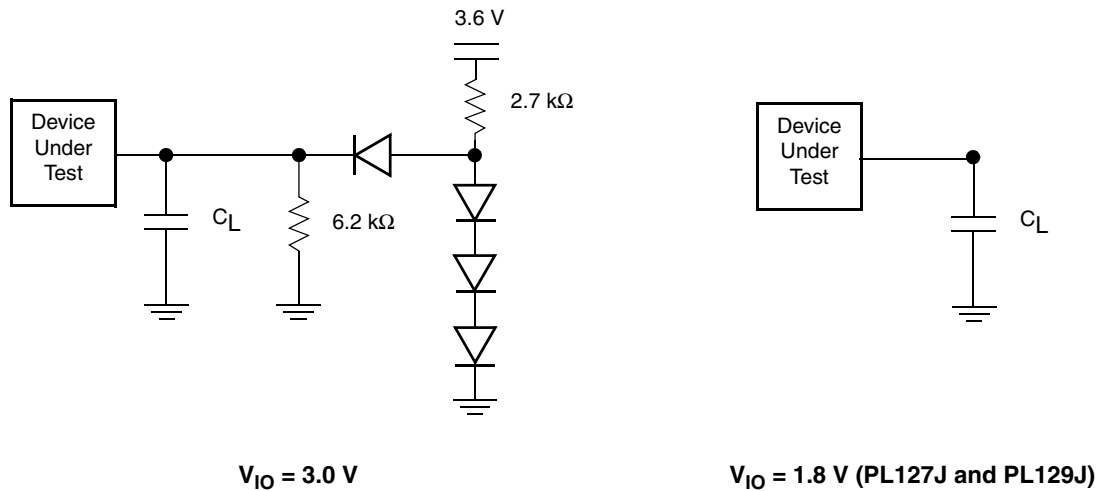 3.6 V
2.7 kΩ
Device
Under
Test
C_L
6.2 kΩ
Device
Under
Test
C_L
V_IO = 3.0 V
V_IO = 1.8 V (PL127J and PL129J)